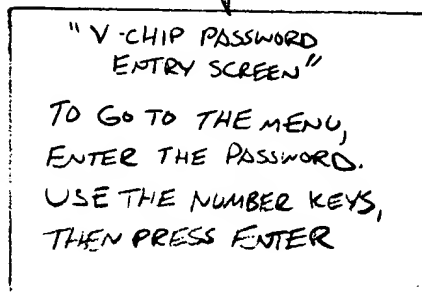 "V-CHIP PASSWORD
ENTRY SCREEN"
TO GO TO THE MENU,
ENTER THE PASSWORD.
USE THE NUMBER KEYS,
THEN PRESS ENTER